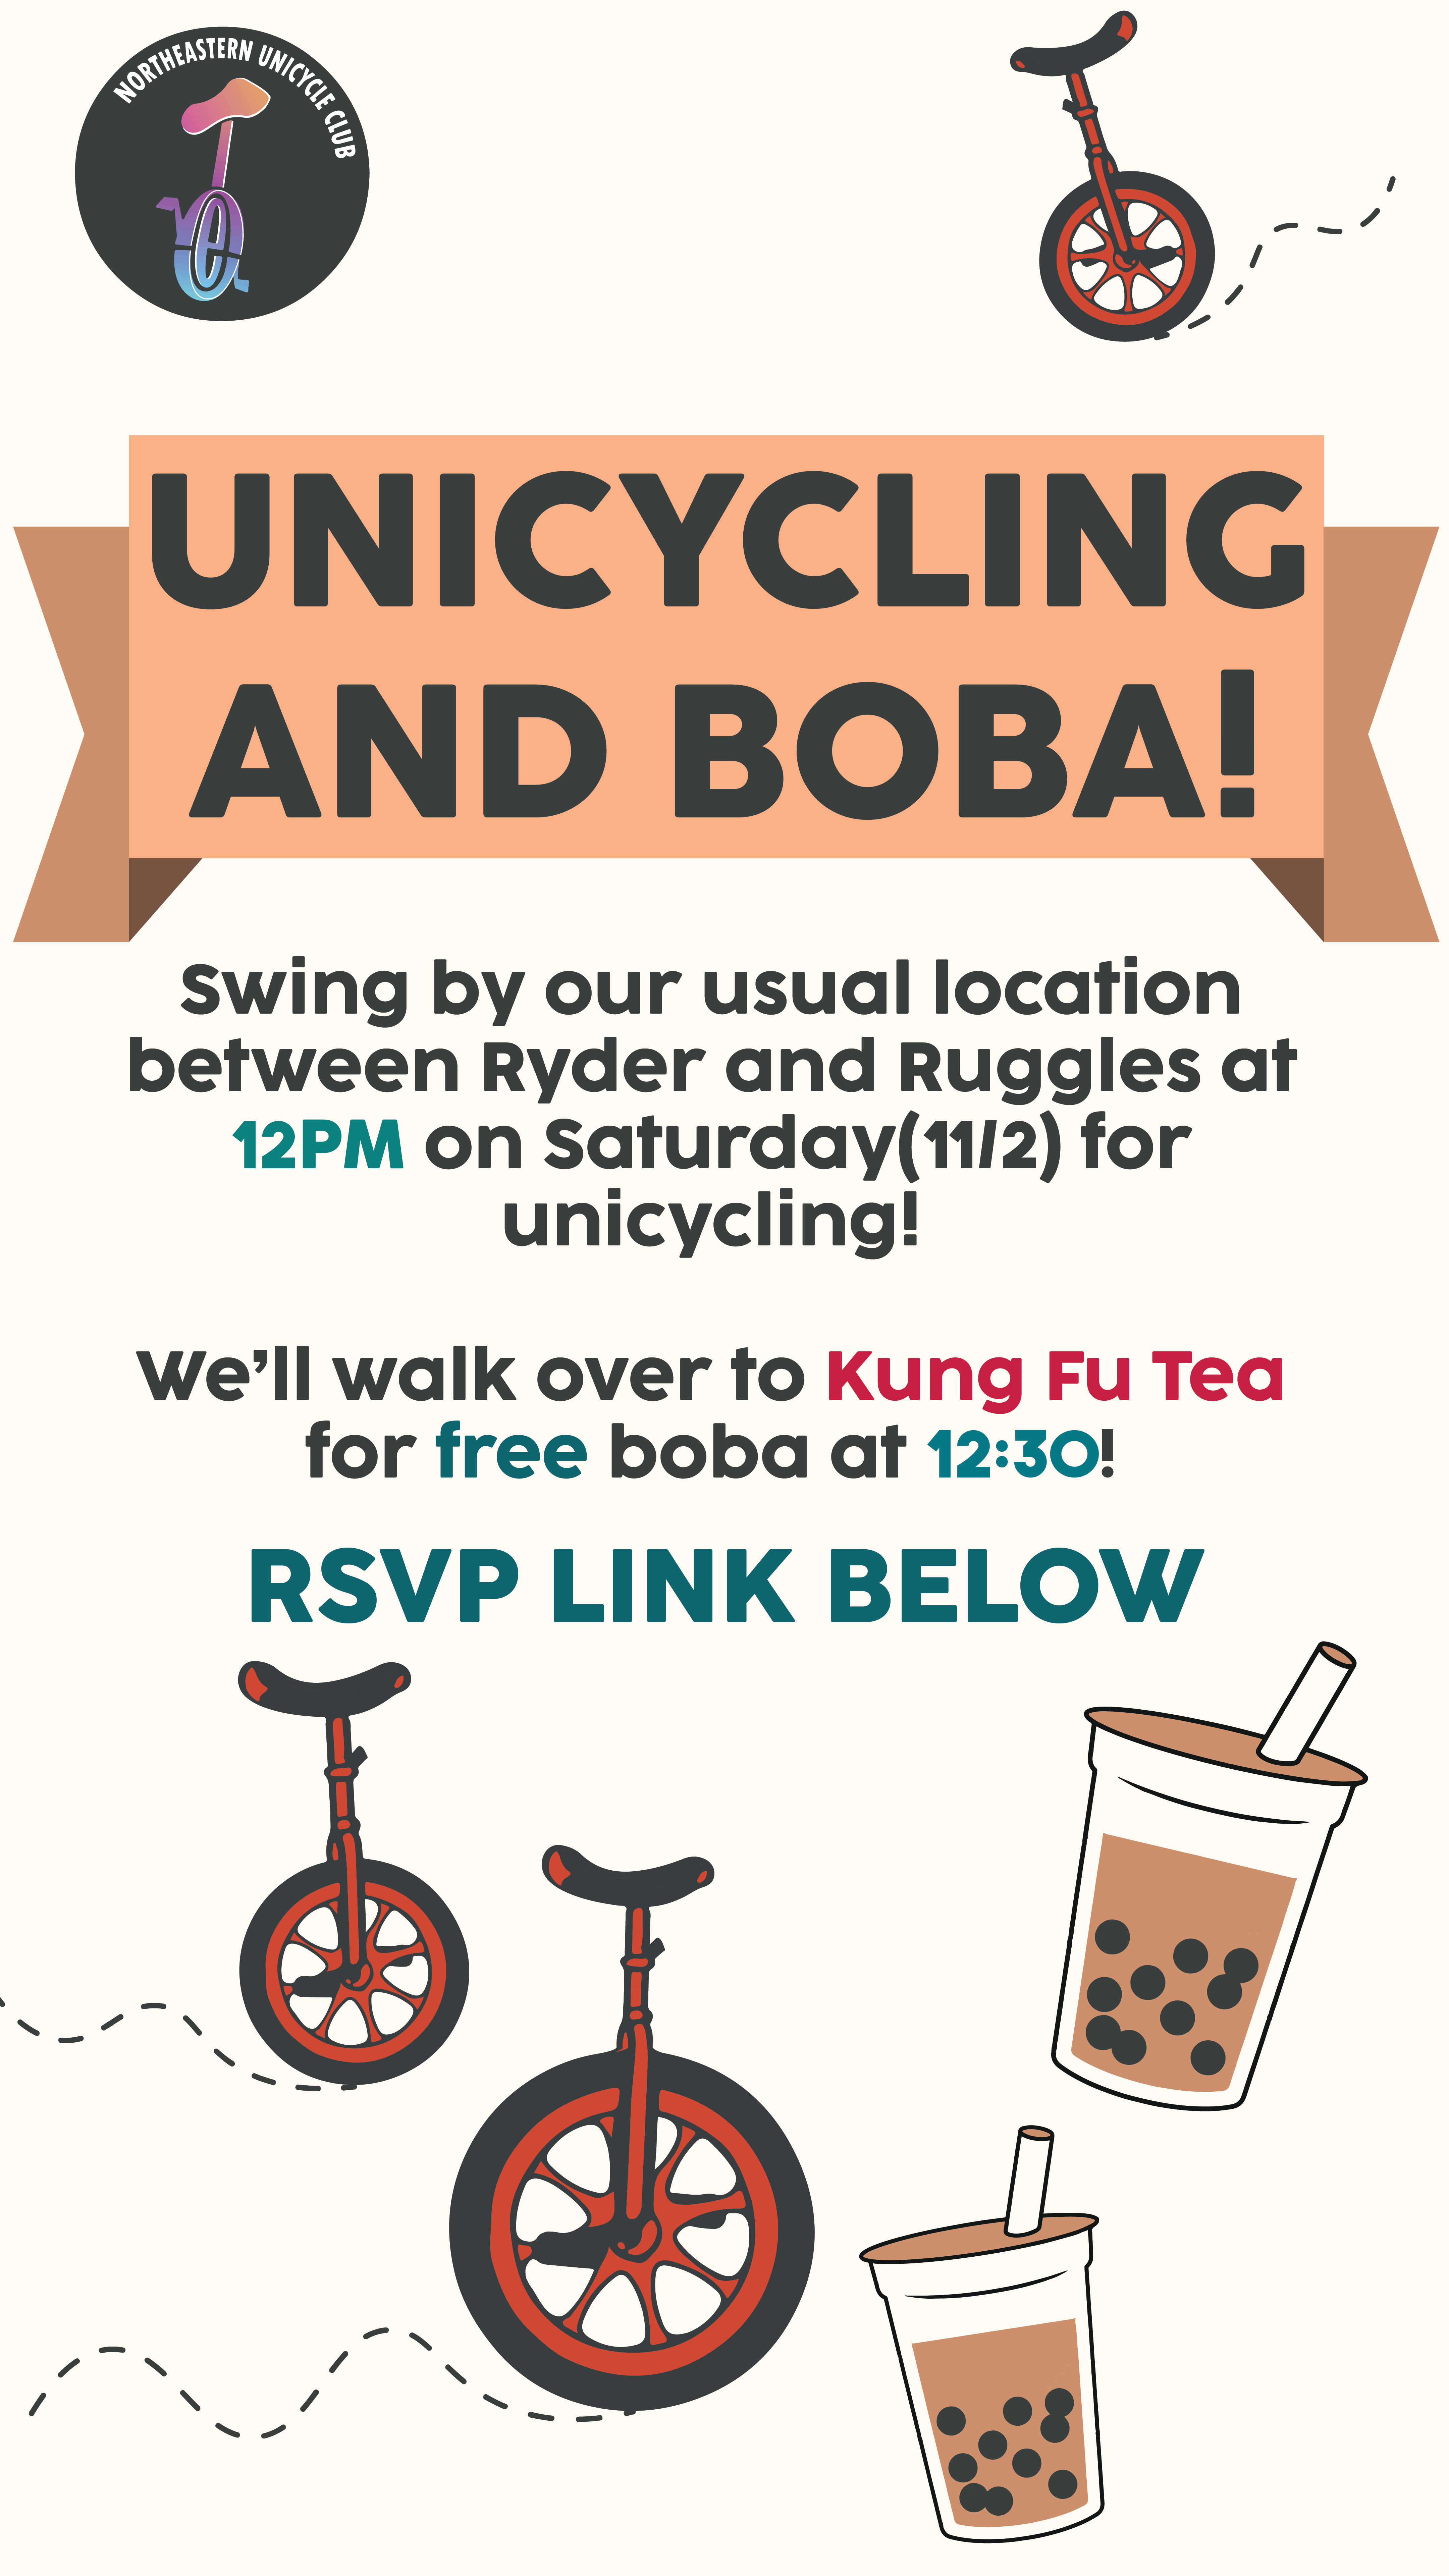 NORTHEASTERN UNICYCLE CLUB
UNICYCLING
AND BOBA!
Swing by our usual location
between Ryder and Ruggles at
12PM on Saturday(11/2) for
unicycling!
We'll walk over to Kung Fu Tea
for free boba at 12:30!
RSVP LINK BELOW